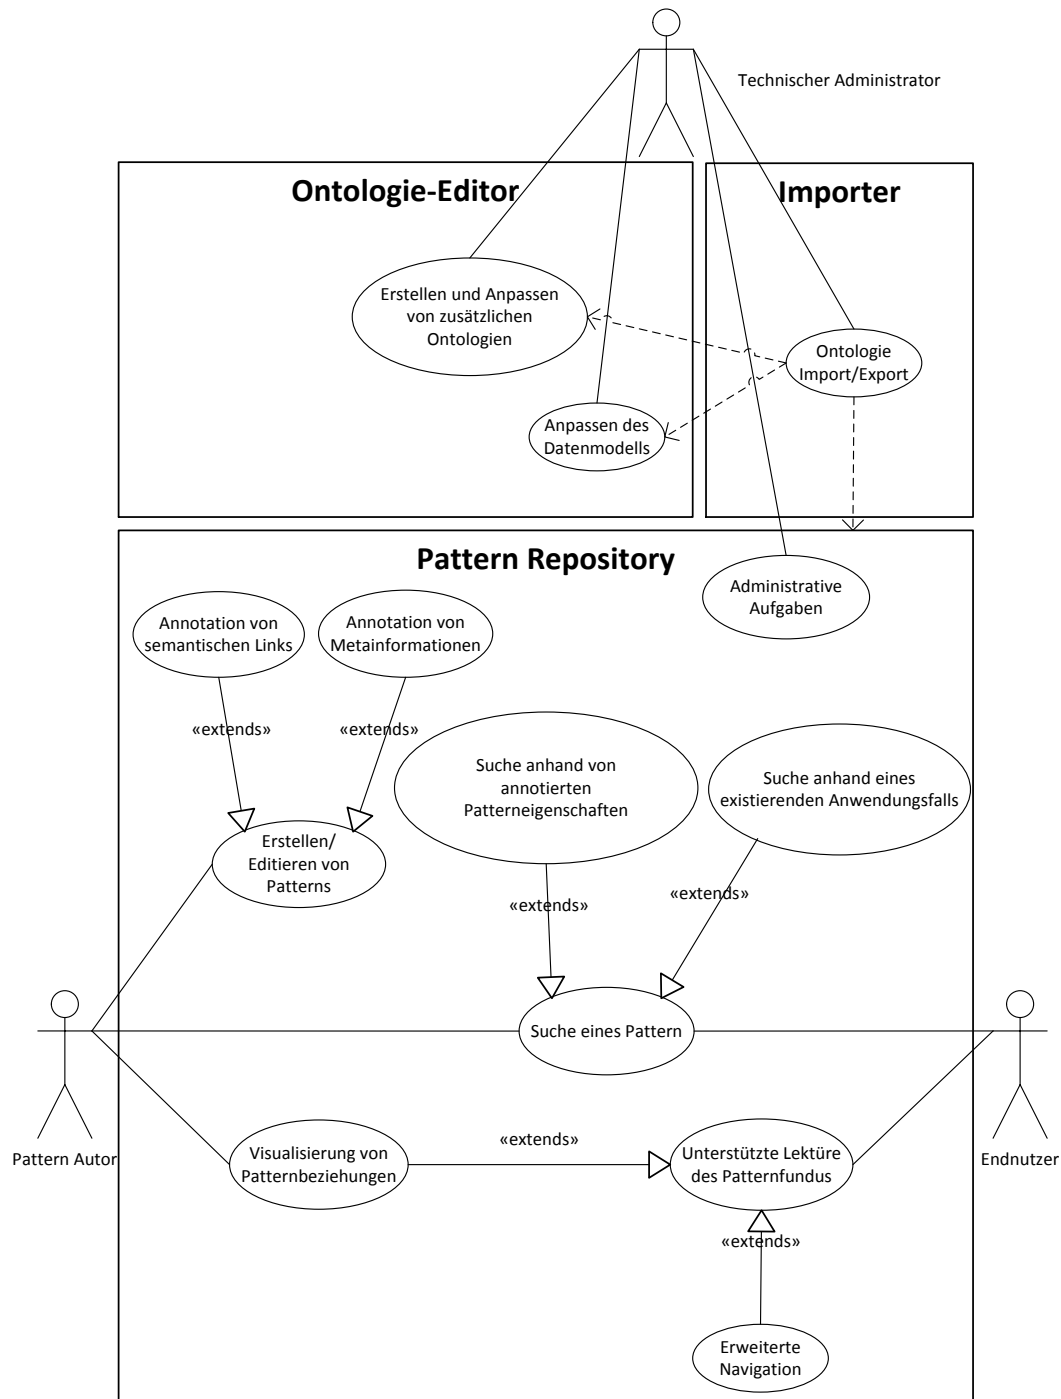 Technischer Administrator
Ontologie-Editor
Importer
Erstellen und Anpassen
von zusätzlichen
Ontologien
Ontologie
Import/Export
Anpassen des
Datenmodells
Pattern Repository
Administrative
Aufgaben
Annotation von
semantischen Links
Annotation von
Metainformationen
«extends»
«extends»
Suche anhand von
annotierten
Patterneigenschaften
Suche anhand eines
existierenden Anwendungsfalls
Erstellen/
Editieren von
Patterns
«extends»
«extends»
Suche eines Pattern
Pattern Autor
Endnutzer
Visualisierung von
Patternbeziehungen
«extends»
Unterstützte Lektüre
des Patternfundus
«extends»
Erweiterte
Navigation